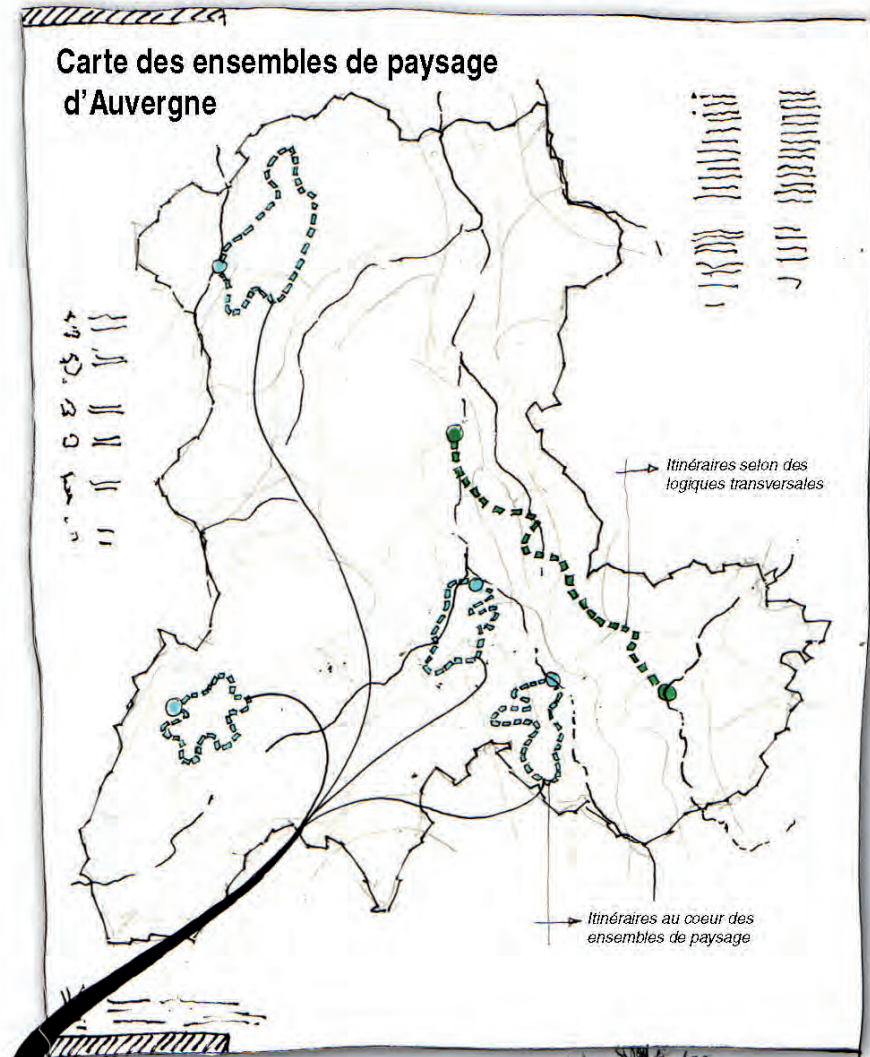 Carte des ensembles de paysage
d'Auvergne
Itinéraires selon des
logiques transversales
Itinéraires au coeur des
ensembles de paysage